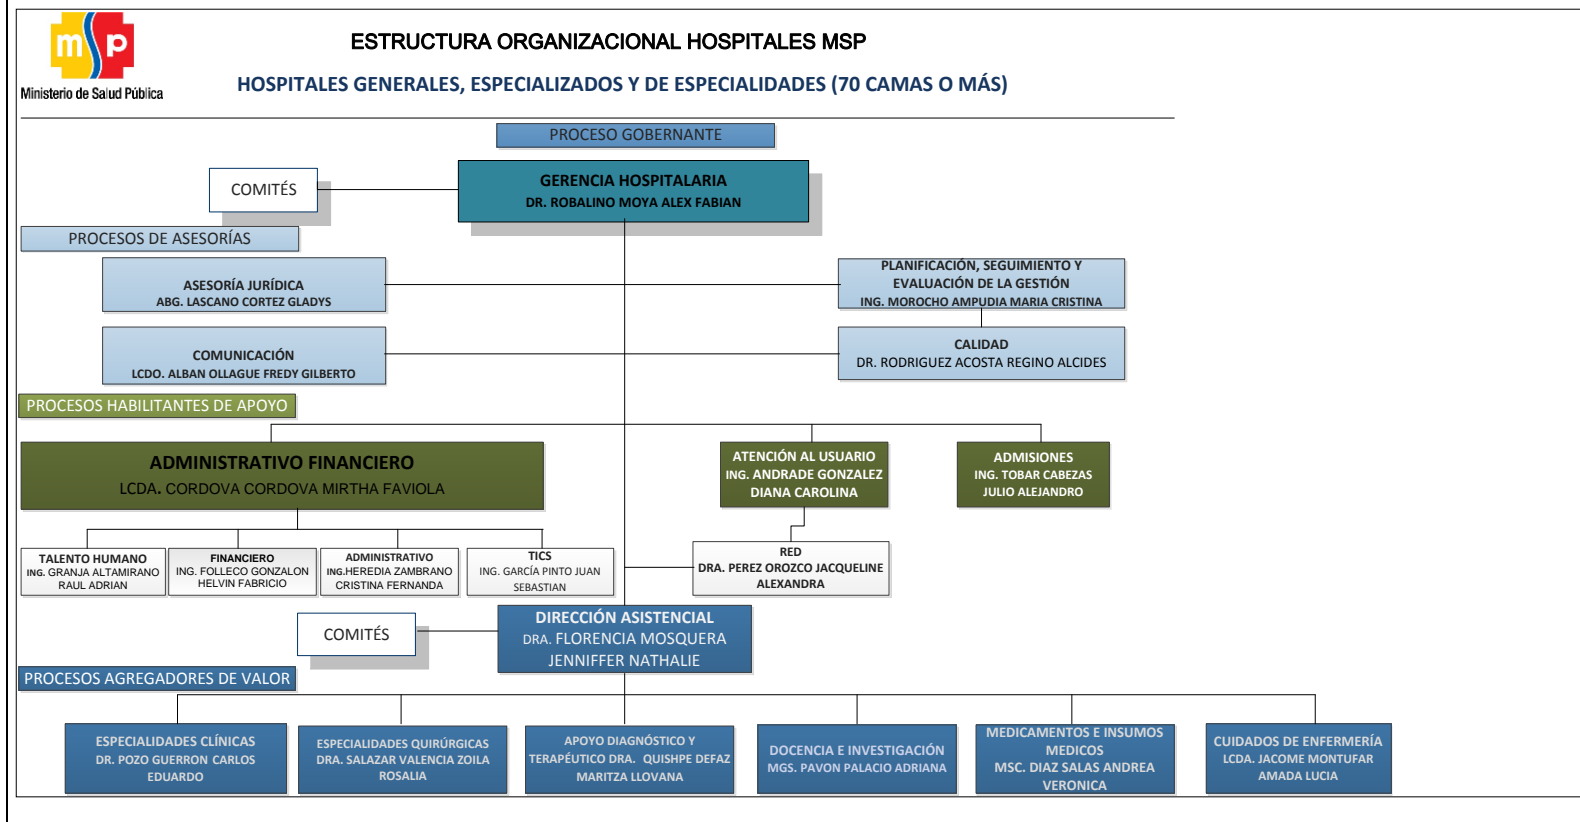 msp
Ministerio de Salud Pública
ESTRUCTURA ORGANIZACIONAL HOSPITALES MSP
HOSPITALES GENERALES, ESPECIALIZADOS Y DE ESPECIALIDADES (70 CAMAS O MÁS)
PROCESO GOBERNANTE
COMITÉS
GERENCIA HOSPITALARIA
DR. ROBALINO MOYA ALEX FABIAN
PROCESOS DE ASESORÍAS
ASESORÍA JURÍDICA
ABG. LASCANO CORTEZ GLADYS
PLANIFICACIÓN, SEGUIMIENTO Y
EVALUACIÓN DE LA GESTIÓN
ING. MOROCHO AMPUDIA MARIA CRISTINA
COMUNICACIÓN
LCDO. ALBAN OLLAGUE FREDY GILBERTO
CALIDAD
DR. RODRIGUEZ ACOSTA REGINO ALCIDES
PROCESOS HABILITANTES DE APOYO
ADMINISTRATIVO FINANCIERO
LCDA. CORDOVA CORDOVA MIRTHA FAVIOLA
ATENCIÓN AL USUARIO
ING. ANDRADE GONZALEZ
DIANA CAROLINA
ADMISIONES
ING. TOBAR CABEZAS
JULIO ALEJANDRO
TALENTO HUMANO
ING. GRANJA ALTAMIRANO
RAUL ADRIAN
FINANCIERO
ING. FOLLECO GONZALON
HELVIN FABRICIO
ADMINISTRATIVO
ING.HEREDIA ZAMBRANO
CRISTINA FERNANDA
TICS
ING. GARCÍA PINTO JUAN
SEBASTIAN
RED
DRA. PEREZ OROZCO JACQUELINE
ALEXANDRA
COMITÉS
DIRECCIÓN ASISTENCIAL
DRA. FLORENCIA MOSQUERA
JENNIFFER NATHALIE
PROCESOS AGREGADORES DE VALOR
ESPECIALIDADES CLÍNICAS
DR. POZO GUERRON CARLOS
EDUARDO
ESPECIALIDADES QUIRÚRGICAS
DRA. SALAZAR VALENCIA ZOILA
ROSALIA
APOYO DIAGNÓSTICO Y
TERAPÉUTICO DRA. QUISHPE DEFAZ
MARITZA LLOVANA
DOCENCIA E INVESTIGACIÓN
MGS. PAVON PALACIO ADRIANA
MEDICAMENTOS E INSUMOS
MEDICOS
MSC. DIAZ SALAS ANDREA
VERONICA
CUIDADOS DE ENFERMERÍA
LCDA. JACOME MONTUFAR
AMADA LUCIA